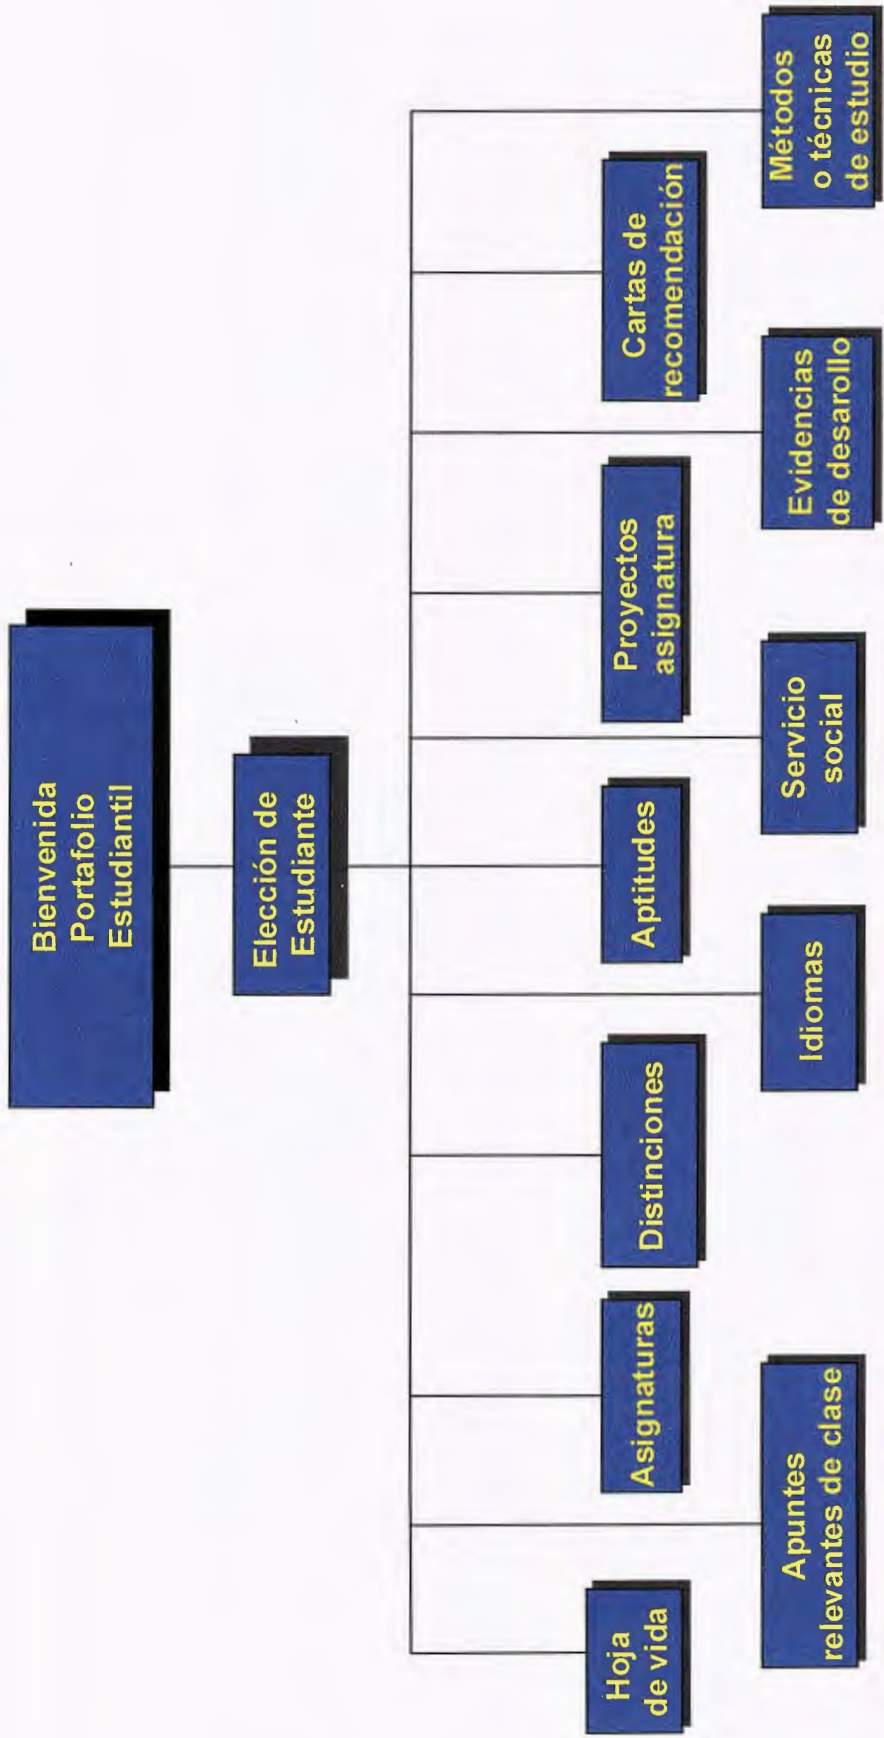 Bienvenida
Portafolio
Estudiantil
Elección de
Estudiante
Hoja
de vida
Asignaturas
Distinciones
Aptitudes
Proyectos
asignatura
Cartas de
recomendación
Apuntes
relevantes de clase
Idiomas
Servicio
social
Evidencias
de desarollo
Métodos
o técnicas
de estudio